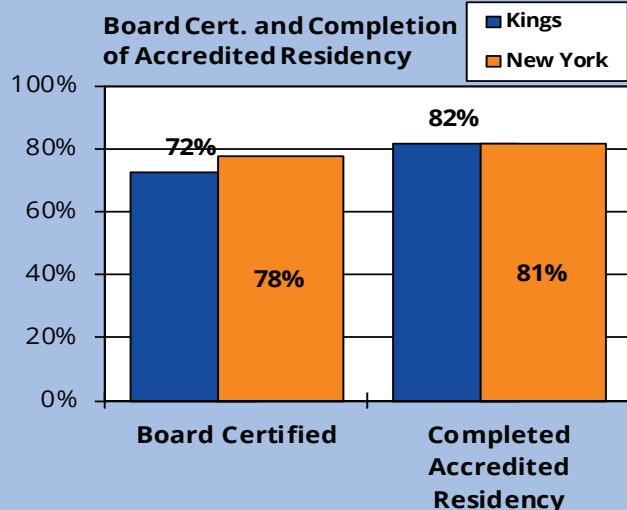 Board Cert. and Completion
of Accredited Residency
Kings
New York
100%
80%
60%
40%
20%
0%
72%
78%
82%
81%
Board Certified
Completed
Accredited
Residency